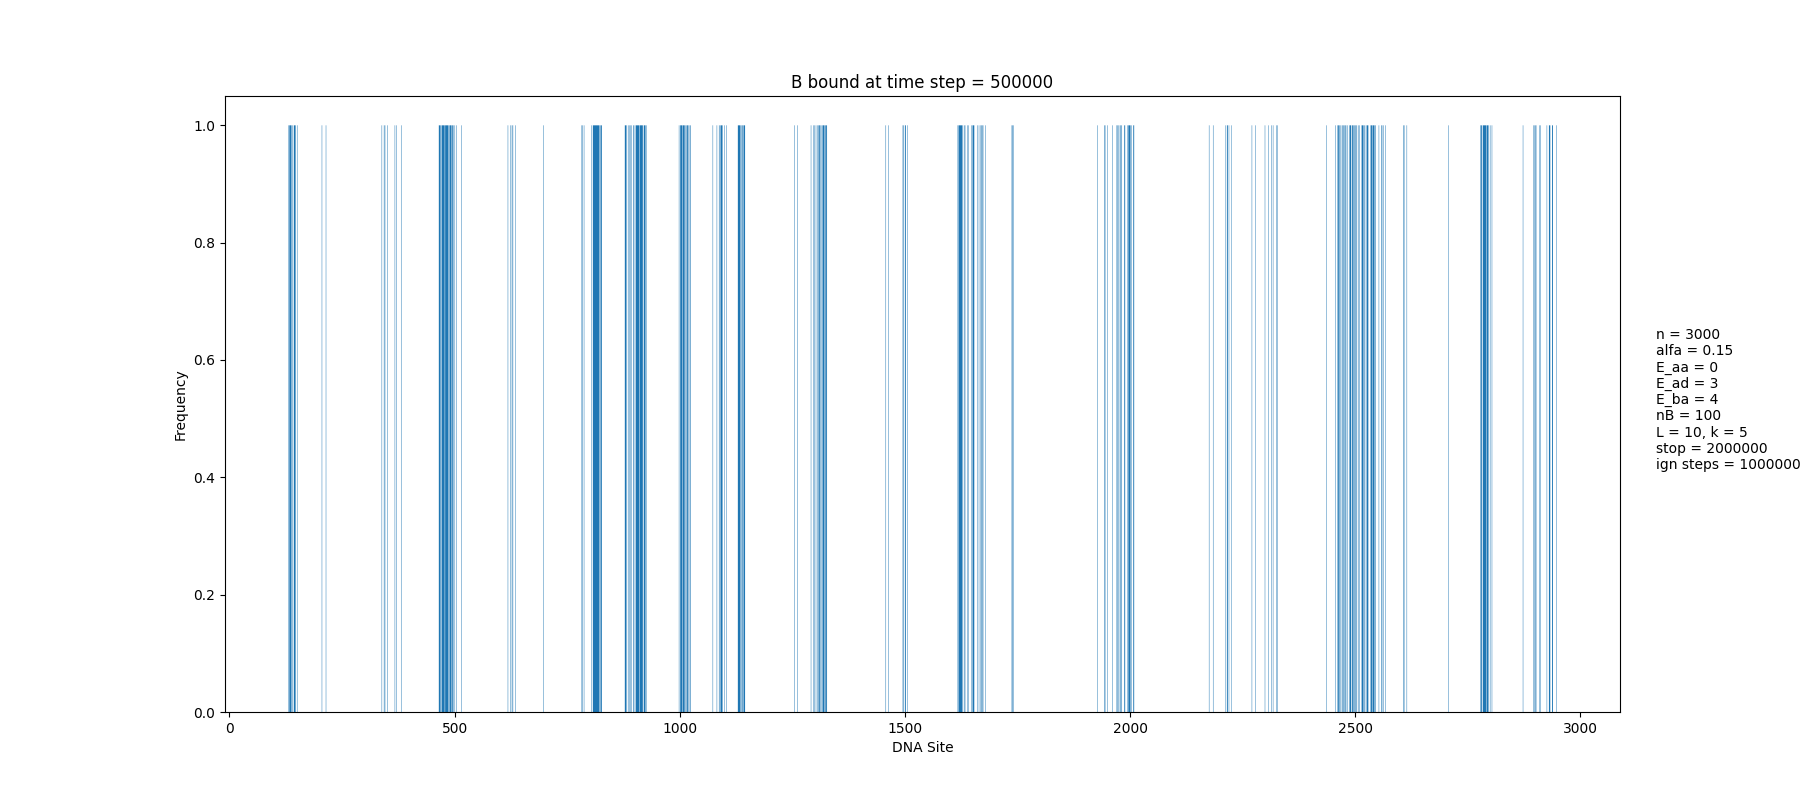 B bound at time step = 500000
1.0
0.8
0.6
0.4
0.2
0.0
Frequency
0 500 1000 1500 2000 2500 3000
DNA Site
n = 3000
alfa = 0.15
E_aa = 0
E_ad = 3
E_ba = 4
nB = 100
L = 10, k = 5
stop = 2000000
ign steps = 1000000